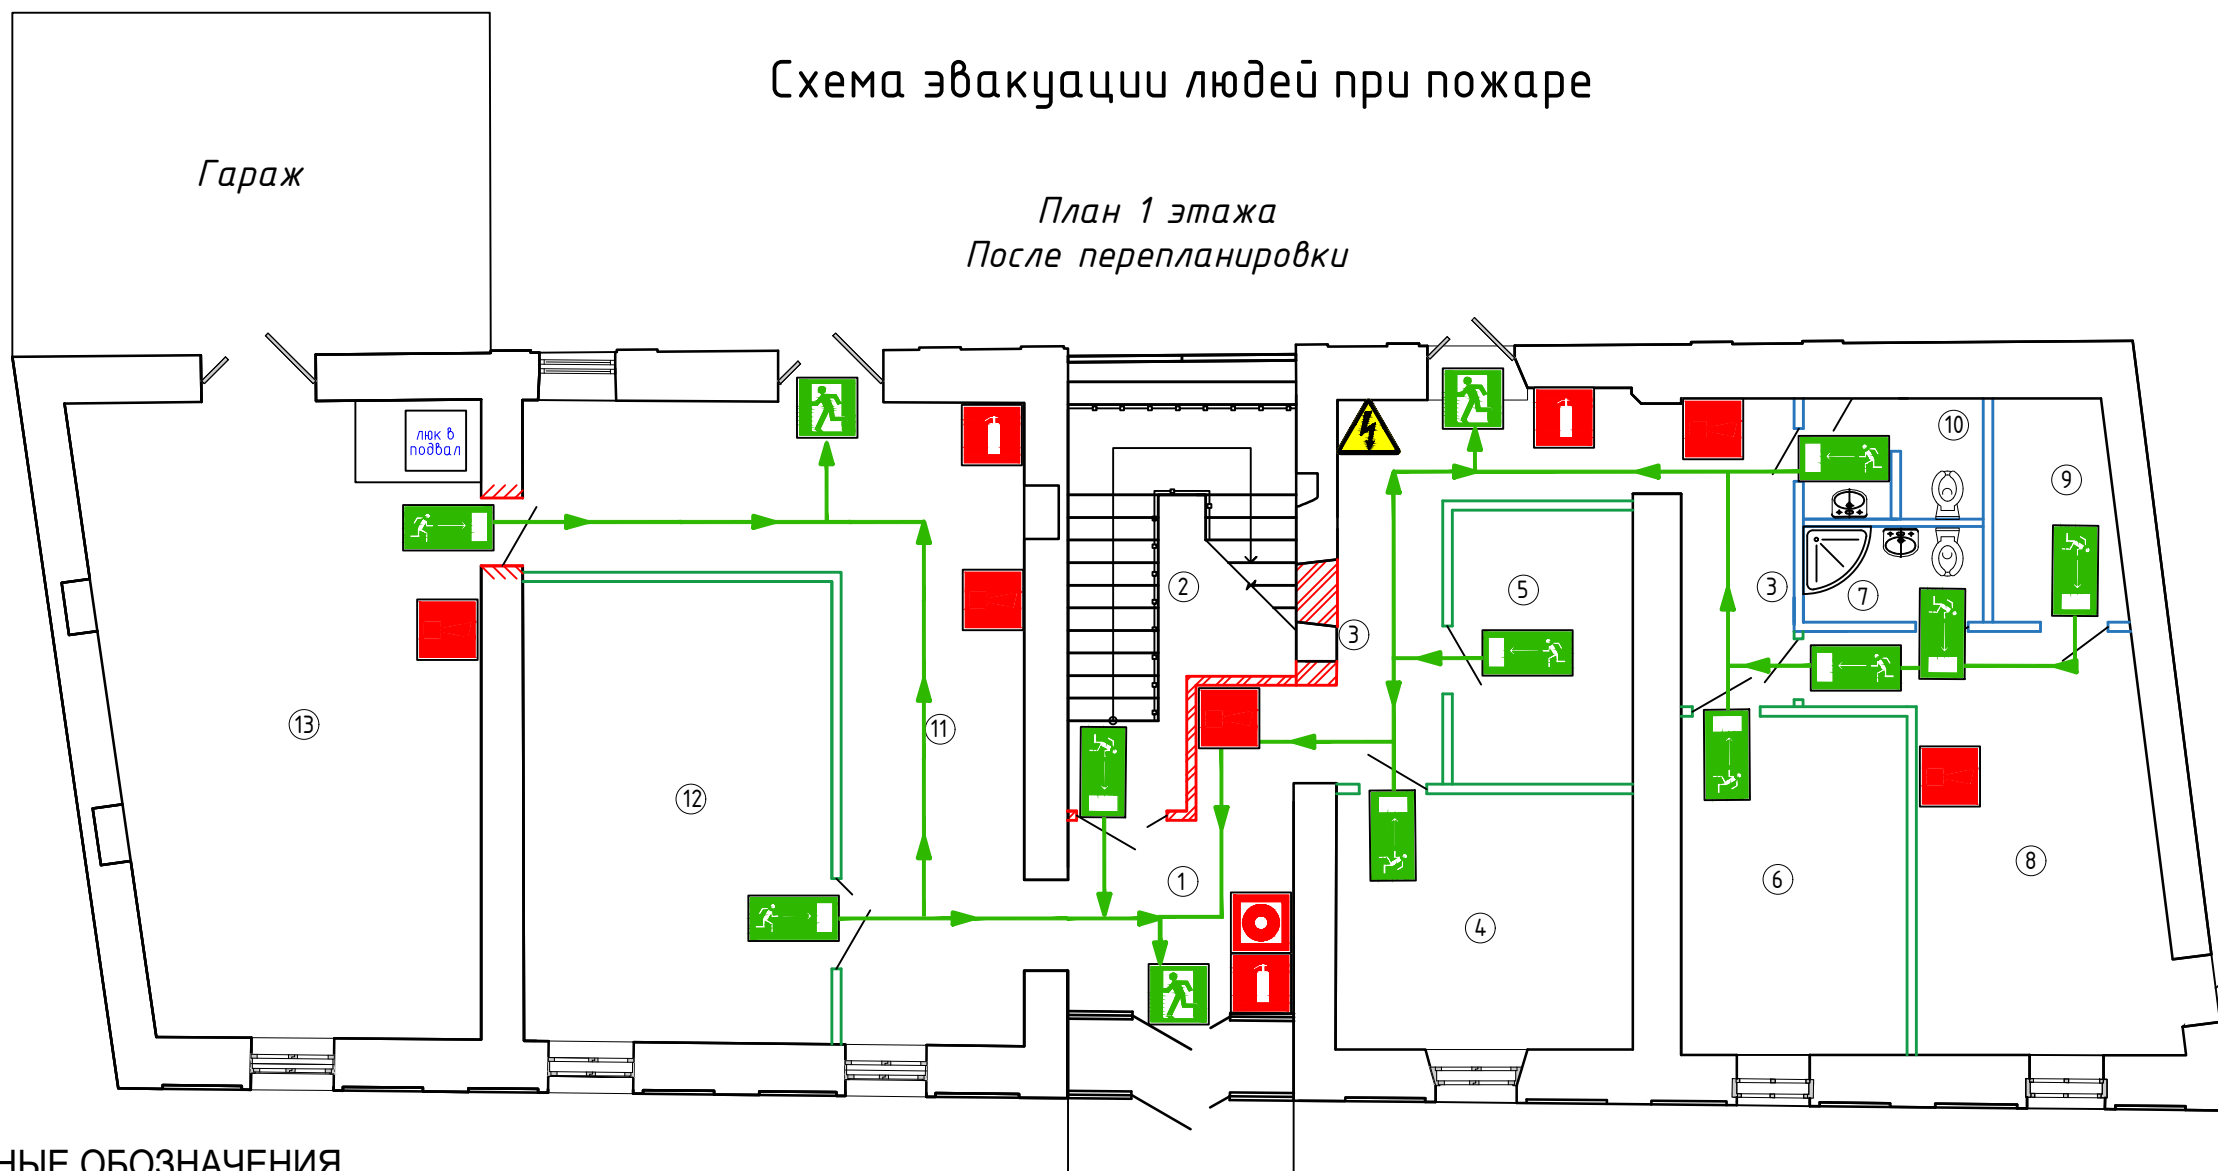 Схема эвакуации людей при пожаре
Гараж
План 1 этажа
После перепланировки
люк в
подвал
10
9
2
5
3
7
3
13
11
12
1
6
8
4
НЫЕ ОБОЗНАЧЕНИЯ